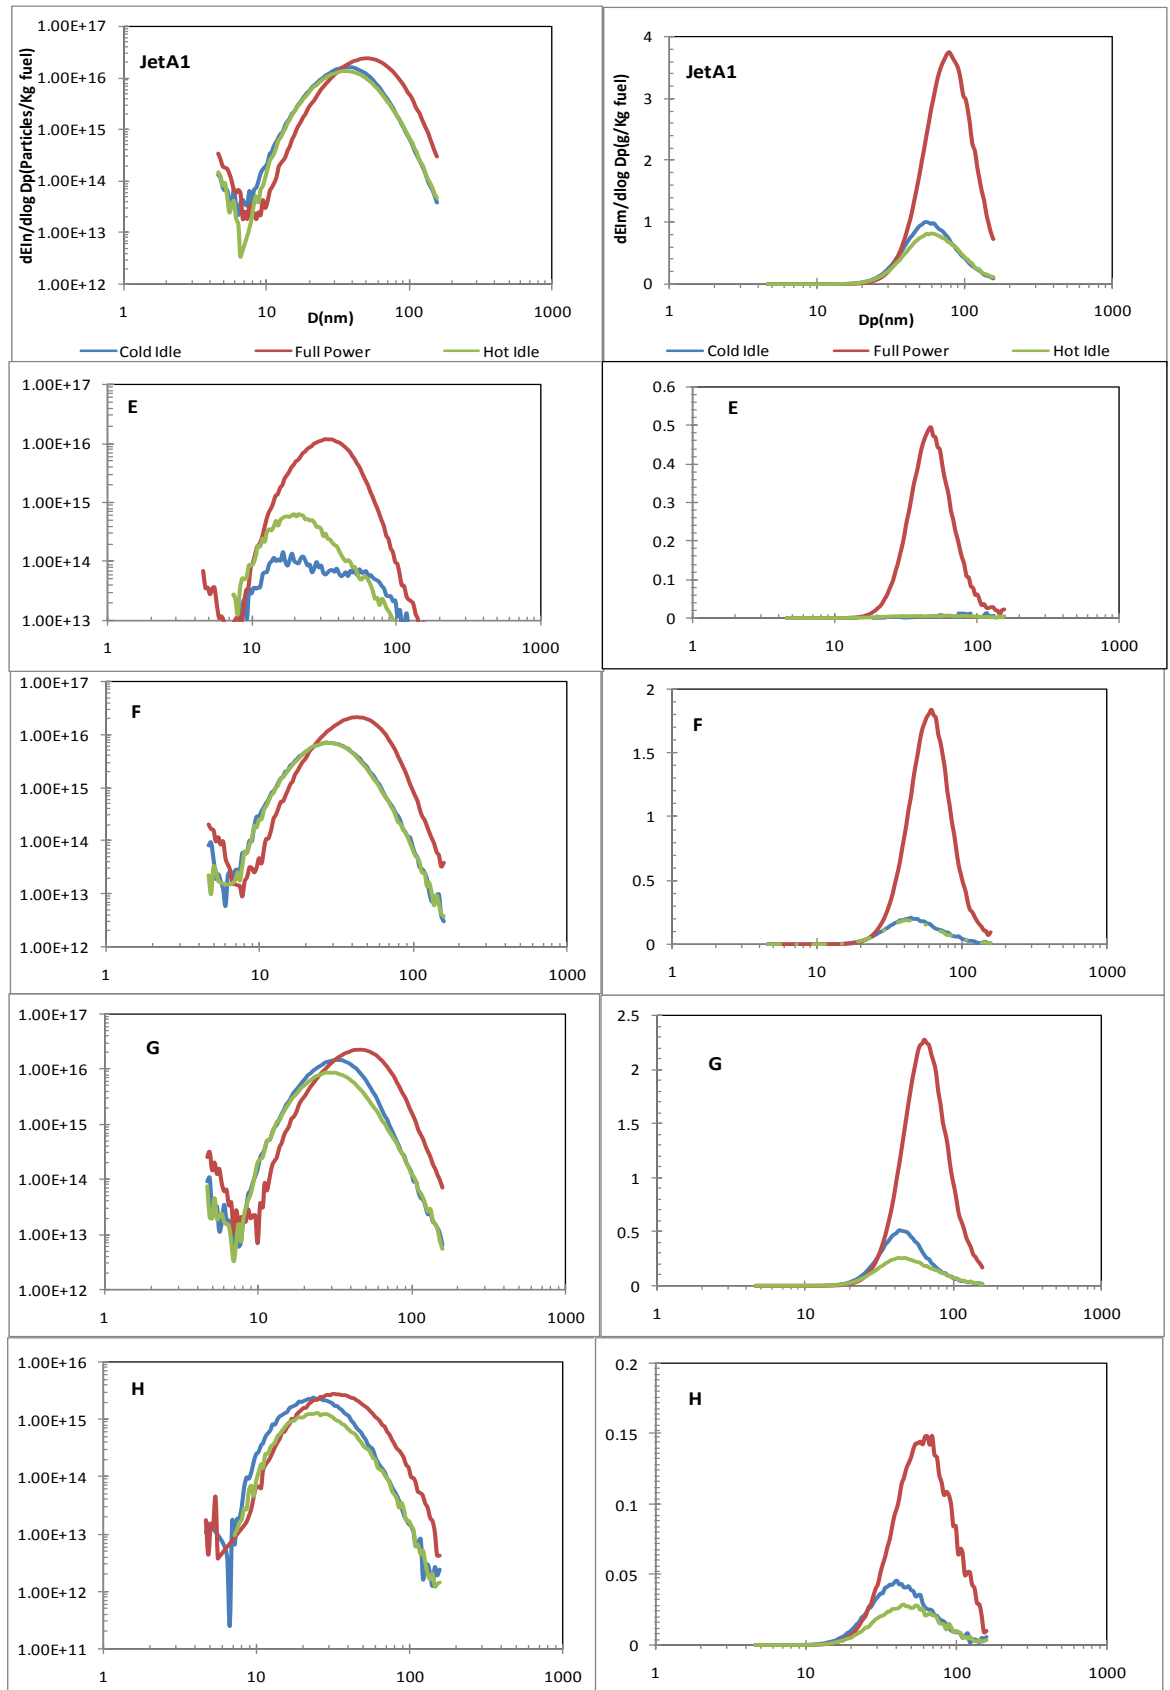 1.00E+17
1.00E+16
1.00E+15
1.00E+14
1.00E+13
1.00E+12
JetA1
dEIn/dlog Dp(Particles/Kg fuel)
1 10 100 1000
D(nm)
Cold Idle Full Power Hot Idle
4
3
2
1
0
JetA1
dEIm/dlog Dp(g/Kg fuel)
1 10 100 1000
Dp(nm)
Cold Idle Full Power Hot Idle
1.00E+17
1.00E+16
1.00E+15
1.00E+14
1.00E+13
E
1 10 100 1000
0.6
0.5
0.4
0.3
0.2
0.1
0
E
1 10 100 1000
1.00E+17
1.00E+16
1.00E+15
1.00E+14
1.00E+13
1.00E+12
F
1 10 100 1000
2
1.5
1
0.5
0
F
1 10 100 1000
1.00E+17
1.00E+16
1.00E+15
1.00E+14
1.00E+13
1.00E+12
G
1 10 100 1000
2.5
2
1.5
1
0.5
0
G
1 10 100 1000
1.00E+16
1.00E+15
1.00E+14
1.00E+13
1.00E+12
1.00E+11
H
1 10 100 1000
0.2
0.15
0.1
0.05
0
H
1 10 100 1000